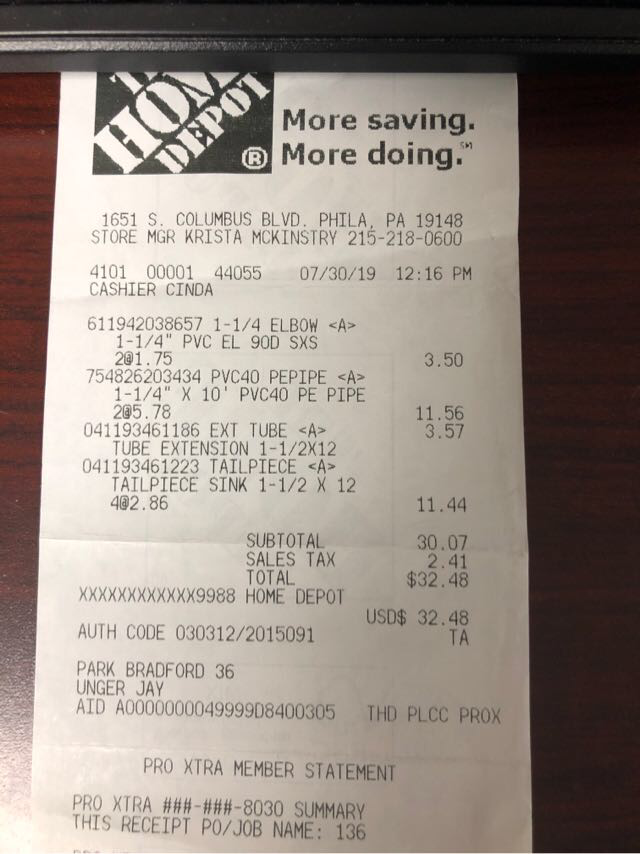 HOME
DEPOT
®
More saving.
More doing.℠
1651 S. COLUMBUS BLVD. PHILA, PA 19148
STORE MGR KRISTA MCKINSTRY 215-218-0600
4101 00001 44055 07/30/19 12:16 PM
CASHIER CINDA
611942038657 1-1/4 ELBOW <A>
1-1/4" PVC EL 90D SXS
2@1.75 3.50
754826203434 PVC40 PEPIPE <A>
1-1/4" X 10' PVC40 PE PIPE
2@5.78 11.56
041193461186 EXT TUBE <A> 3.57
TUBE EXTENSION 1-1/2X12
041193461223 TAILPIECE <A>
TAILPIECE SINK 1-1/2 X 12
4@2.86 11.44
SUBTOTAL 30.07
SALES TAX 2.41
TOTAL $32.48
XXXXXXXXXXXX9988 HOME DEPOT
USD$ 32.48
AUTH CODE 030312/2015091 TA
PARK BRADFORD 36
UNGER JAY
AID A0000000049999D8400305 THD PLCC PROX
PRO XTRA MEMBER STATEMENT
PRO XTRA ###-###-8030 SUMMARY
THIS RECEIPT PO/JOB NAME: 136